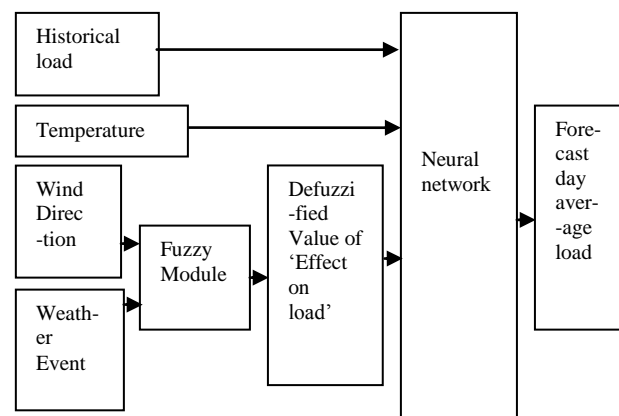 Historical
load
Temperature
Wind
Direc
-tion
Weath-
er
Event
Fuzzy
Module
Defuzzi
-fied
Value of
‘Effect
on
load’
Neural
network
Fore-
cast
day
aver-
-age
load